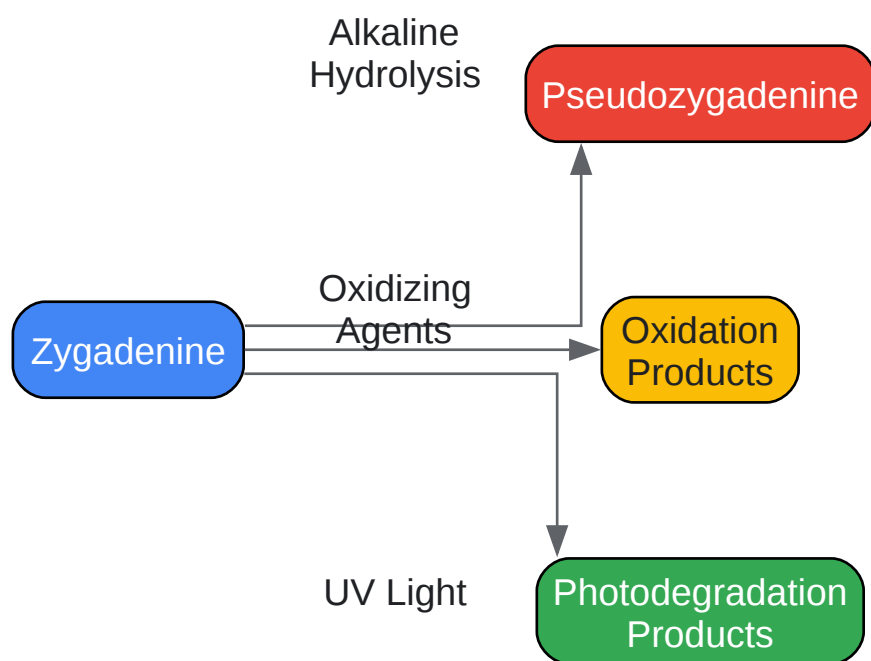 Alkaline
Hydrolysis
Pseudozygadenine
Oxidizing
Agents
Zygadenine
Oxidation
Products
UV Light
Photodegradation
Products